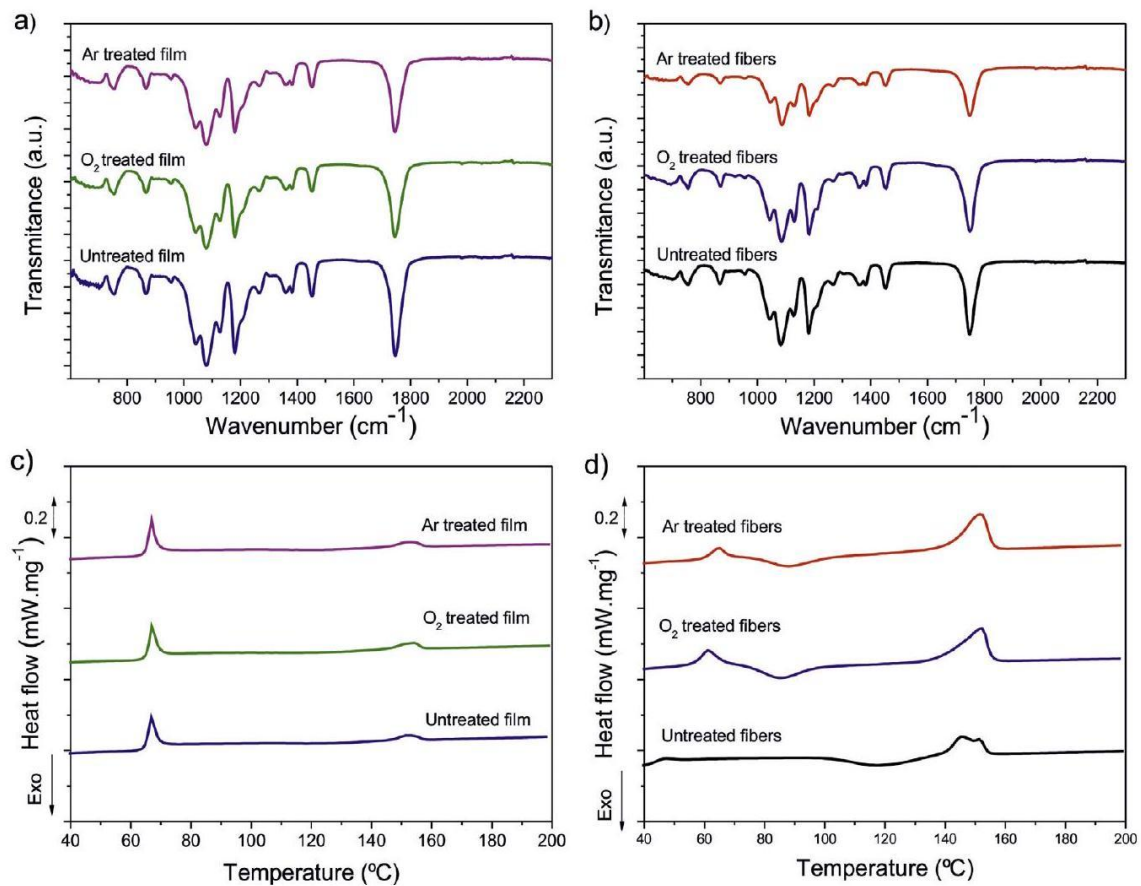 a)
Ar treated film
O2 treated film
Untreated film
Transmitance (a.u.)
800 1000 1200 1400 1600 1800 2000 2200
Wavenumber (cm-1)
b)
Ar treated fibers
O2 treated fibers
Untreated fibers
Transmitance (a.u.)
800 1000 1200 1400 1600 1800 2000 2200
Wavenumber (cm-1)
c)
0.2
Ar treated film
O2 treated film
Untreated film
Heat flow (mW.mg-1)
Exo
40 60 80 100 120 140 160 180 200
Temperature (ºC)
d)
0.2
Ar treated fibers
O2 treated fibers
Untreated fibers
Heat flow (mW.mg-1)
Exo
40 60 80 100 120 140 160 180 200
Temperature (ºC)